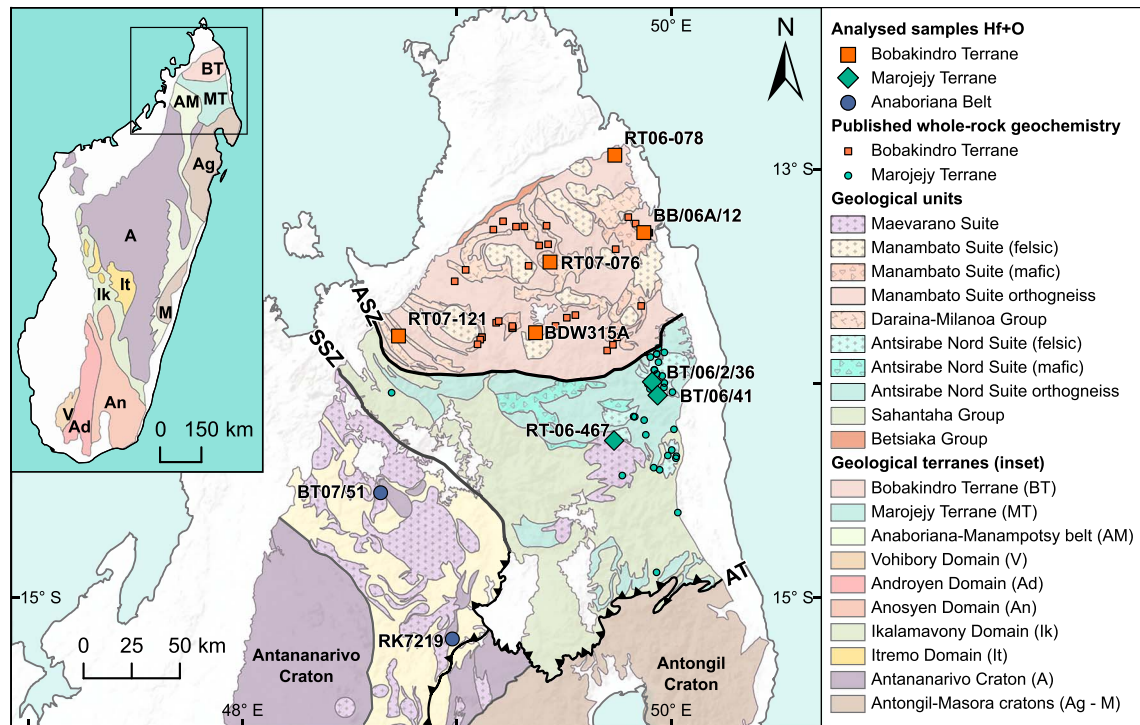 BT
AM
MT
Ag
A
It
Ik
M
V
An
Ad
0 150 km
50° E
N
13° S
RT06-078
BB/06A/12
RT07-076
ASZ
RT07-121
BDW315A
SSZ
BT/06/2/36
BT/06/41
RT-06-467
BT07/51
AT
15° S
15° S
0 25 50 km
RK7219
Antananarivo
Craton
Antongil
Craton
48° E
50° E
Analysed samples Hf+O
Bobakindro Terrane
Marojejy Terrane
Anaboriana Belt
Published whole-rock geochemistry
Bobakindro Terrane
Marojejy Terrane
Geological units
Maevarano Suite
Manambato Suite (felsic)
Manambato Suite (mafic)
Manambato Suite orthogneiss
Daraina-Milanoa Group
Antsirabe Nord Suite (felsic)
Antsirabe Nord Suite (mafic)
Antsirabe Nord Suite orthogneiss
Sahantaha Group
Betsiaka Group
Geological terranes (inset)
Bobakindro Terrane (BT)
Marojejy Terrane (MT)
Anaboriana-Manampotsy belt (AM)
Vohibory Domain (V)
Androyen Domain (Ad)
Anosyen Domain (An)
Ikalamavony Domain (Ik)
Itremo Domain (It)
Antananarivo Craton (A)
Antongil-Masora cratons (Ag - M)